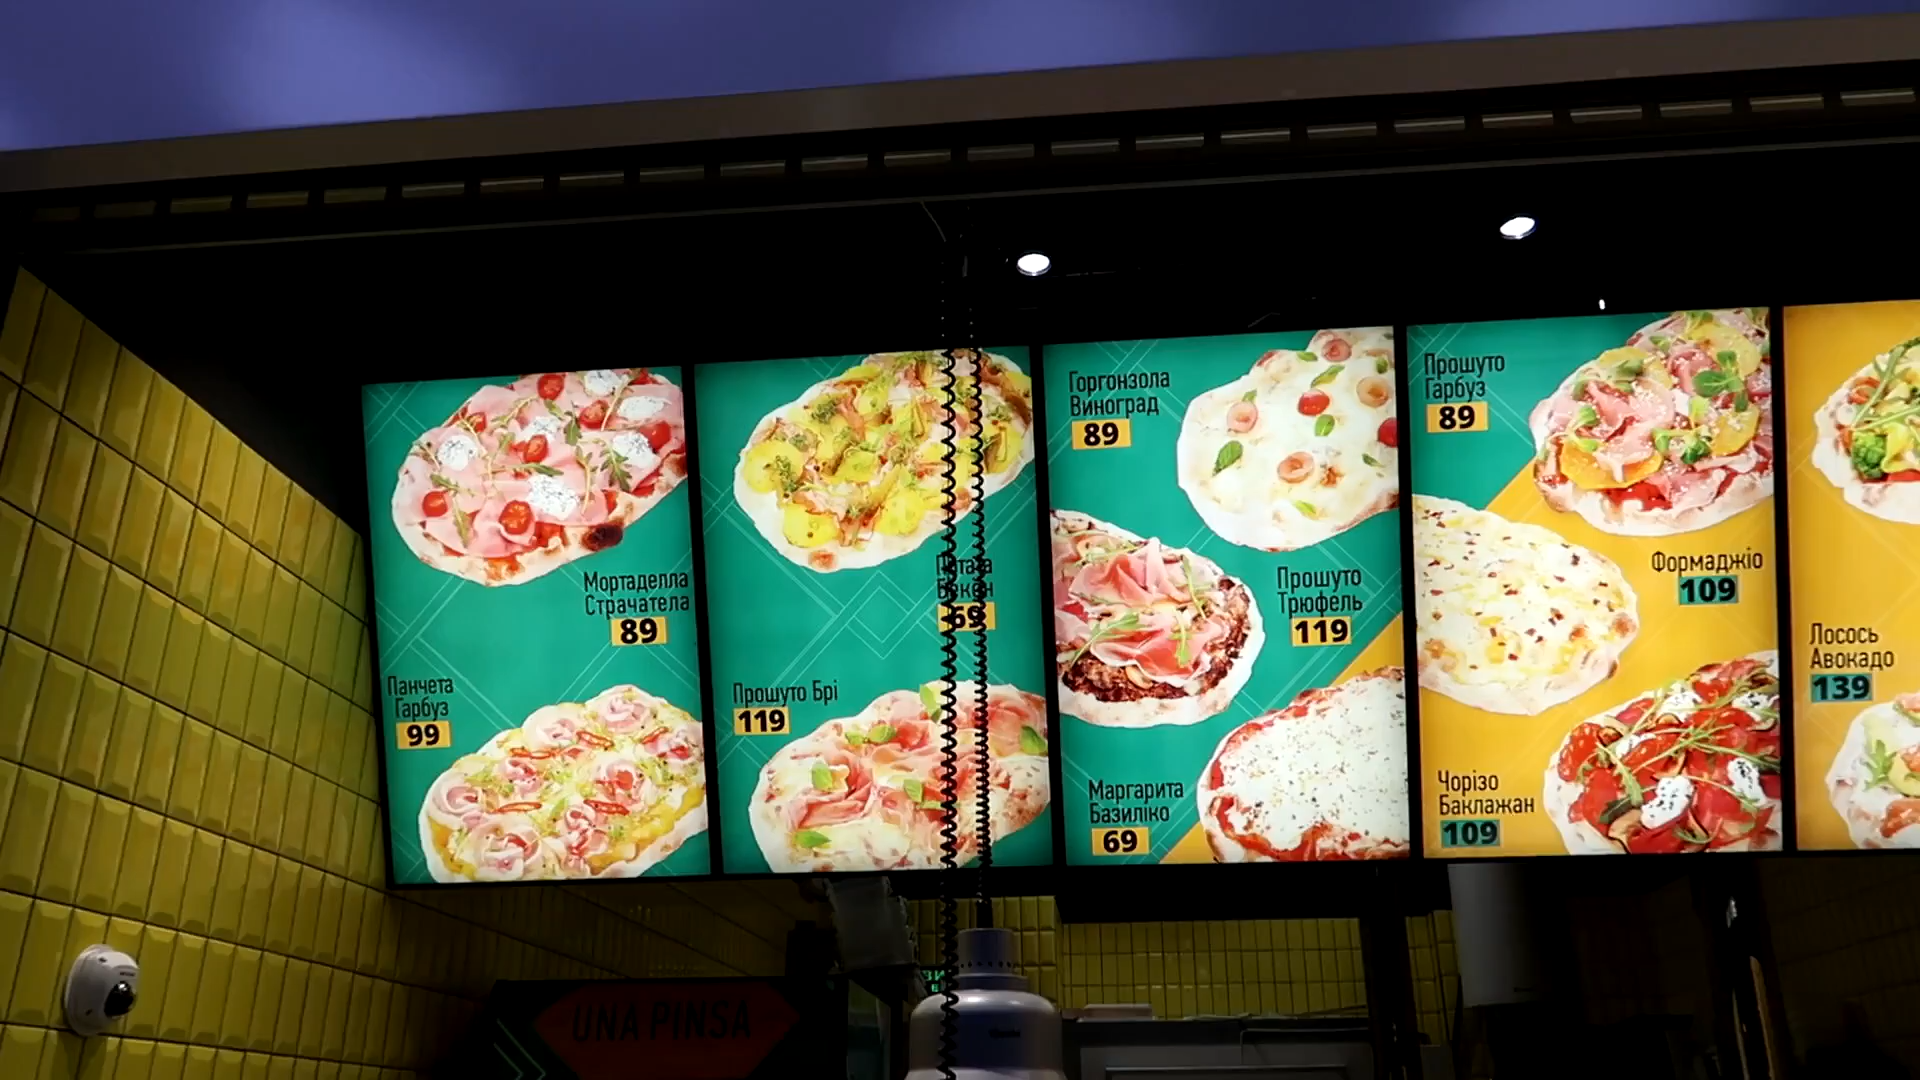 Мортаделла
Страчатела
89
Панчета
Гарбуз
99
69
Прошуто Брі
119
Горгонзола
Виноград
89
Прошуто
Трюфель
119
Маргарита
Базиліко
69
Прошуто
Гарбуз
89
Формаджіо
109
Чорізо
Баклажан
109
Лосось
Авокадо
139
UNA PINSA